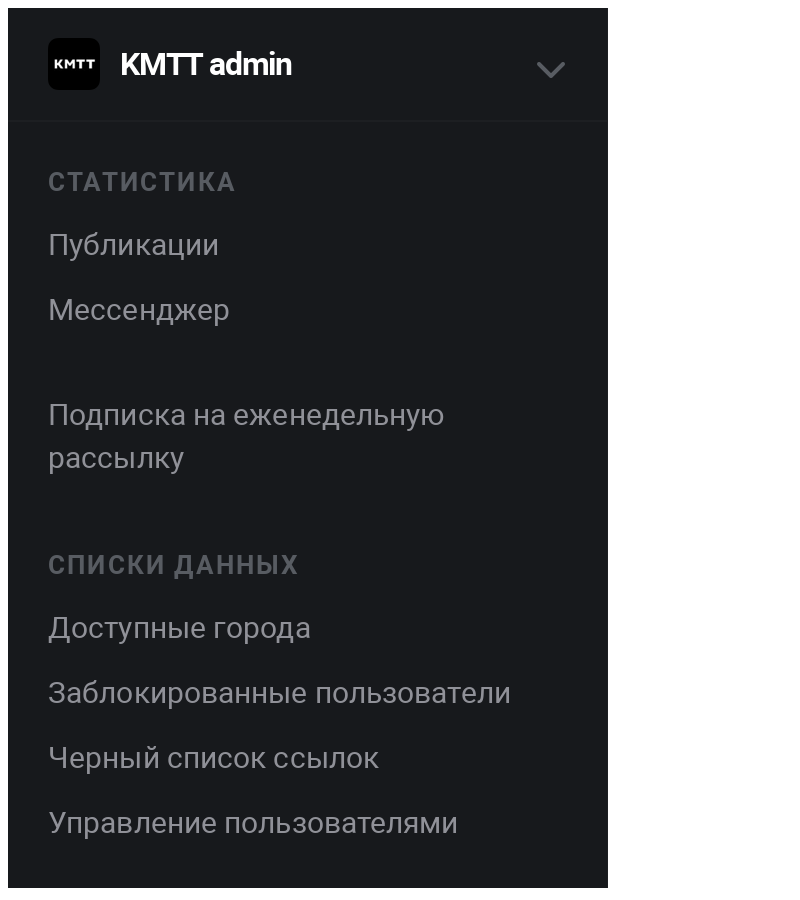 KMTT
KMTT admin
СТАТИСТИКА
Публикации
Мессенджер
Подписка на еженедельную
рассылку
СПИСКИ ДАННЫХ
Доступные города
Заблокированные пользователи
Черный список ссылок
Управление пользователями